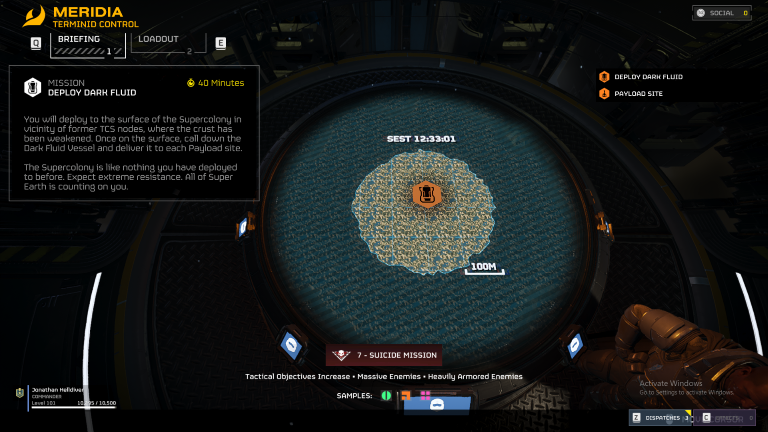 MERIDIA
TERMINID CONTROL
Q
BRIEFING
1
LOADOUT
2
E
SOCIAL 0
MISSION
DEPLOY DARK FLUID
40 Minutes
You will deploy to the surface of the Supercolony in
vicinity of former TCS nodes, where the crust has
been weakened. Once on the surface, call down the
Dark Fluid Vessel and deliver it to each Payload site.
The Supercolony is like nothing you have deployed
to before. Expect extreme resistance. All of Super
Earth is counting on you.
DEPLOY DARK FLUID
PAYLOAD SITE
SEST 12:33:01
100M
7 - SUICIDE MISSION
Tactical Objectives Increase • Massive Enemies • Heavily Armored Enemies
SAMPLES:
Jonathan Helldiver
COMMANDER
Level 101
Activate Windows
Go to Settings to activate Windows.
Z DISPATCHES 3
C